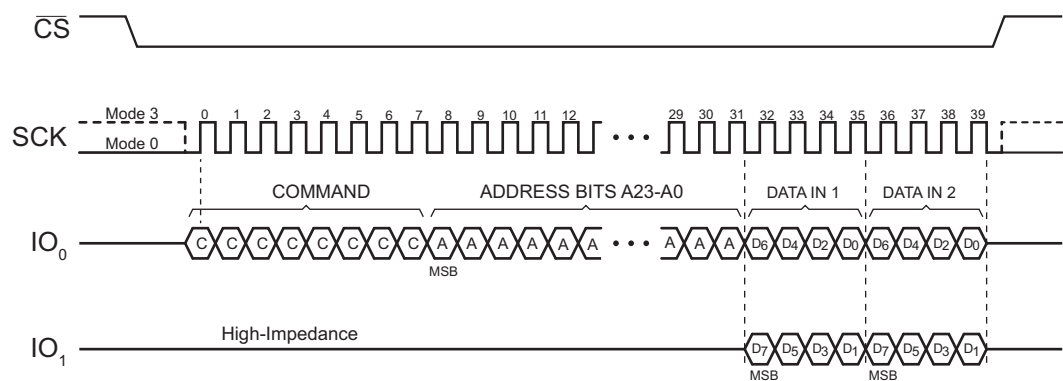 CS
Mode 3 0 1 2 3 4 5 6 7 8 9 10 11 12 29 30 31 32 33 34 35 36 37 38 39
SCK • • •
Mode 0
COMMAND ADDRESS BITS A23-A0 DATA IN 1 DATA IN 2
IO0 C C C C C C C C A A A A A A • • • A A A D6 D4 D2 D0 D6 D4 D2 D0
MSB
High-Impedance
IO1 D7 D5 D3 D1 D7 D5 D3 D1
MSB MSB